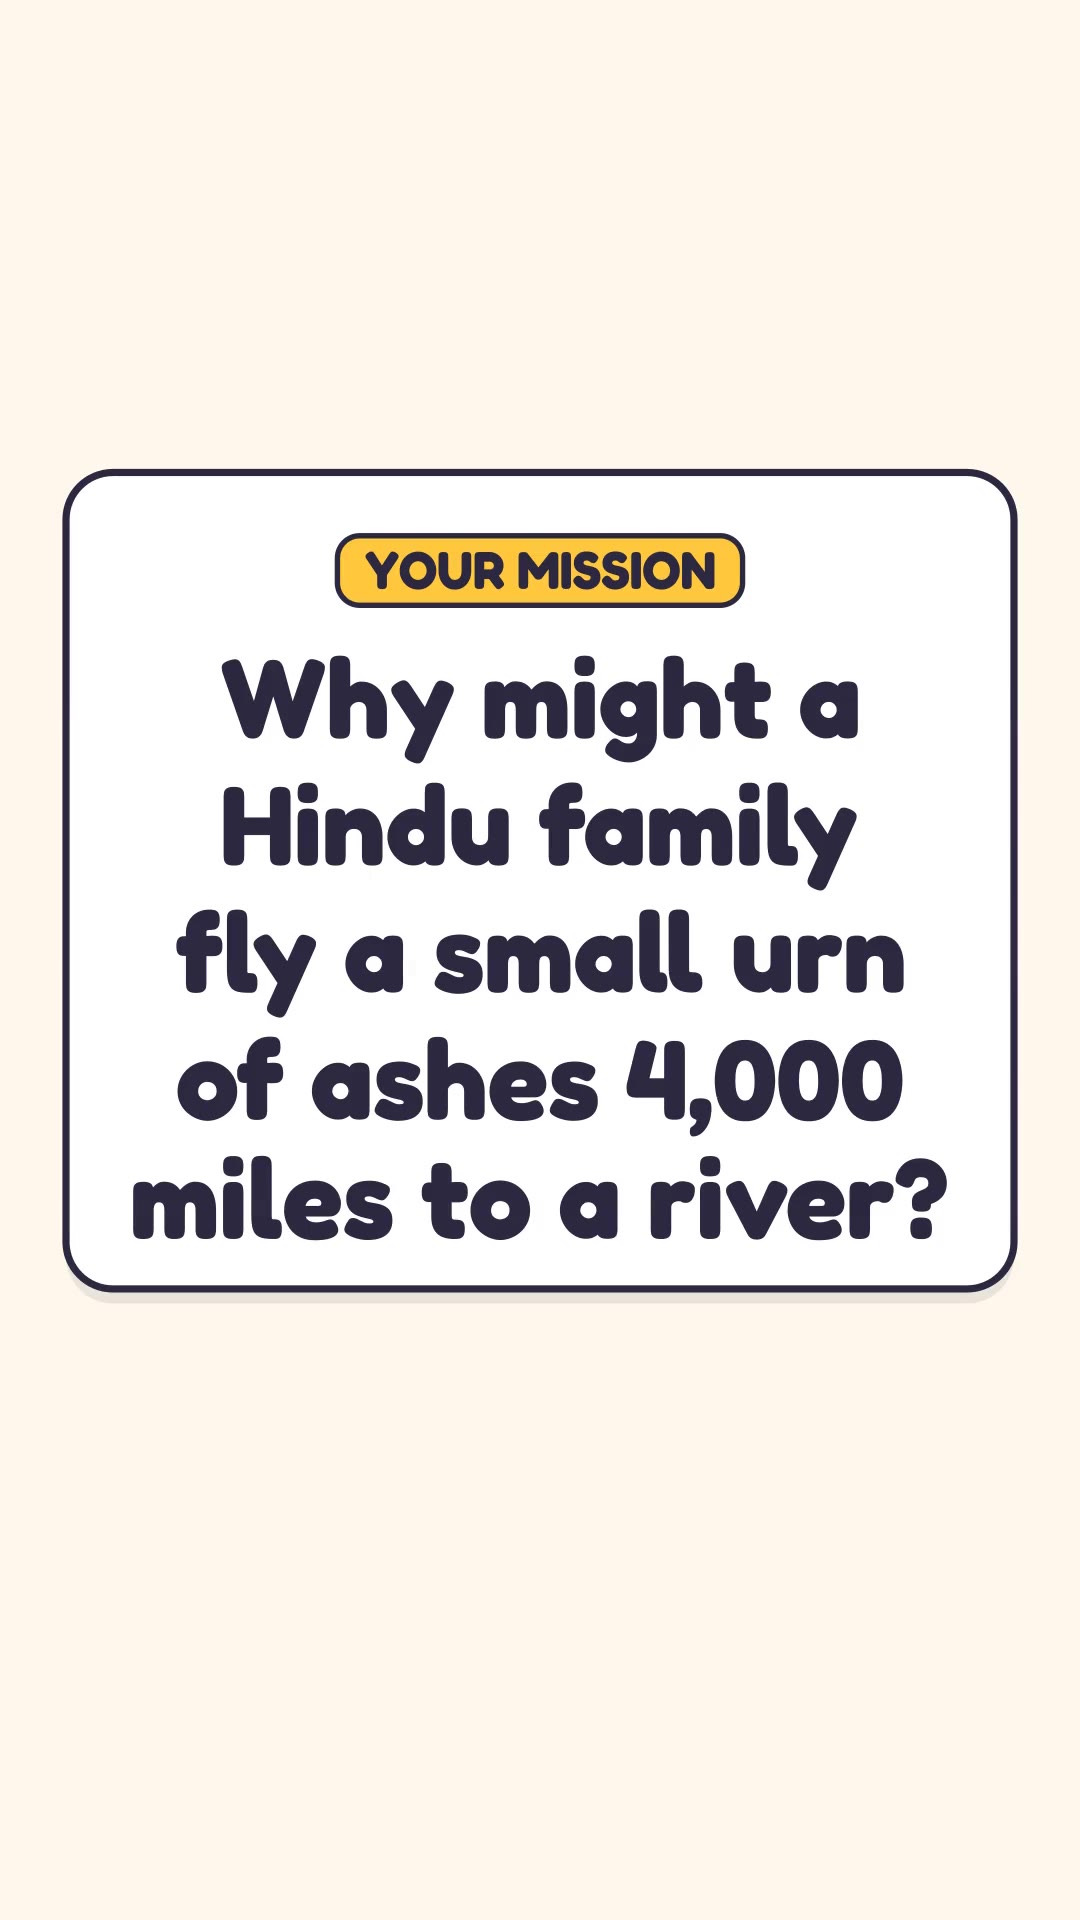 YOUR MISSION
Why might a
Hindu family
fly a small urn
of ashes 4,000
miles to a river?